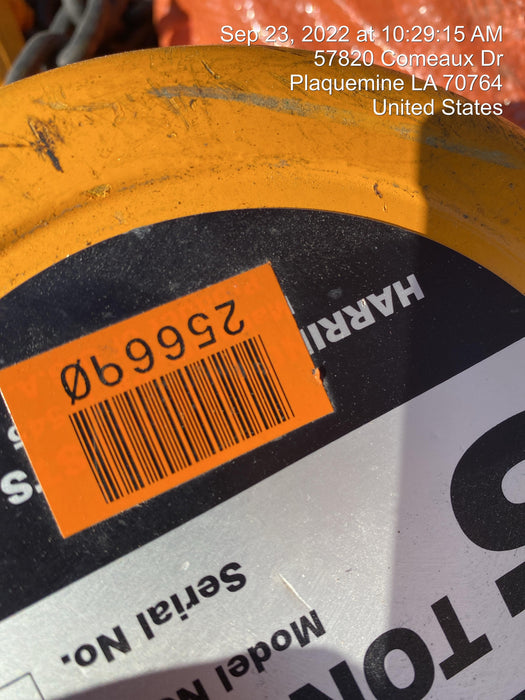 Sep 23, 2022 at 10:29:15 AM
57820 Comeaux Dr
Plaquemine LA 70764
United States
256690
HARRI
TON
Model No
Serial No.